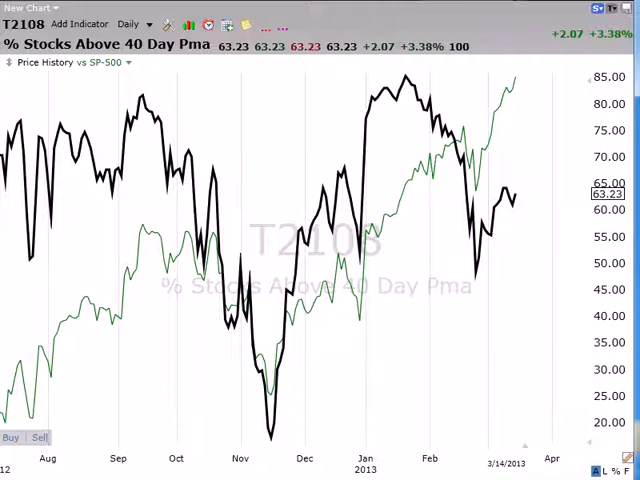 New Chart
T2108 Add Indicator Daily
+2.07 +3.38%
% Stocks Above 40 Day Pma 63.23 63.23 63.23 63.23 +2.07 +3.38% 100
Price History vs SP-500
85.00
80.00
75.00
70.00
65.00
63.23
60.00
55.00
50.00
45.00
40.00
35.00
30.00
25.00
20.00
T2108
% Stocks Above 40 Day Pma
Buy Sell
12 Aug Sep Oct Nov Dec Jan Feb 3/14/2013 Apr
2013
A L % F